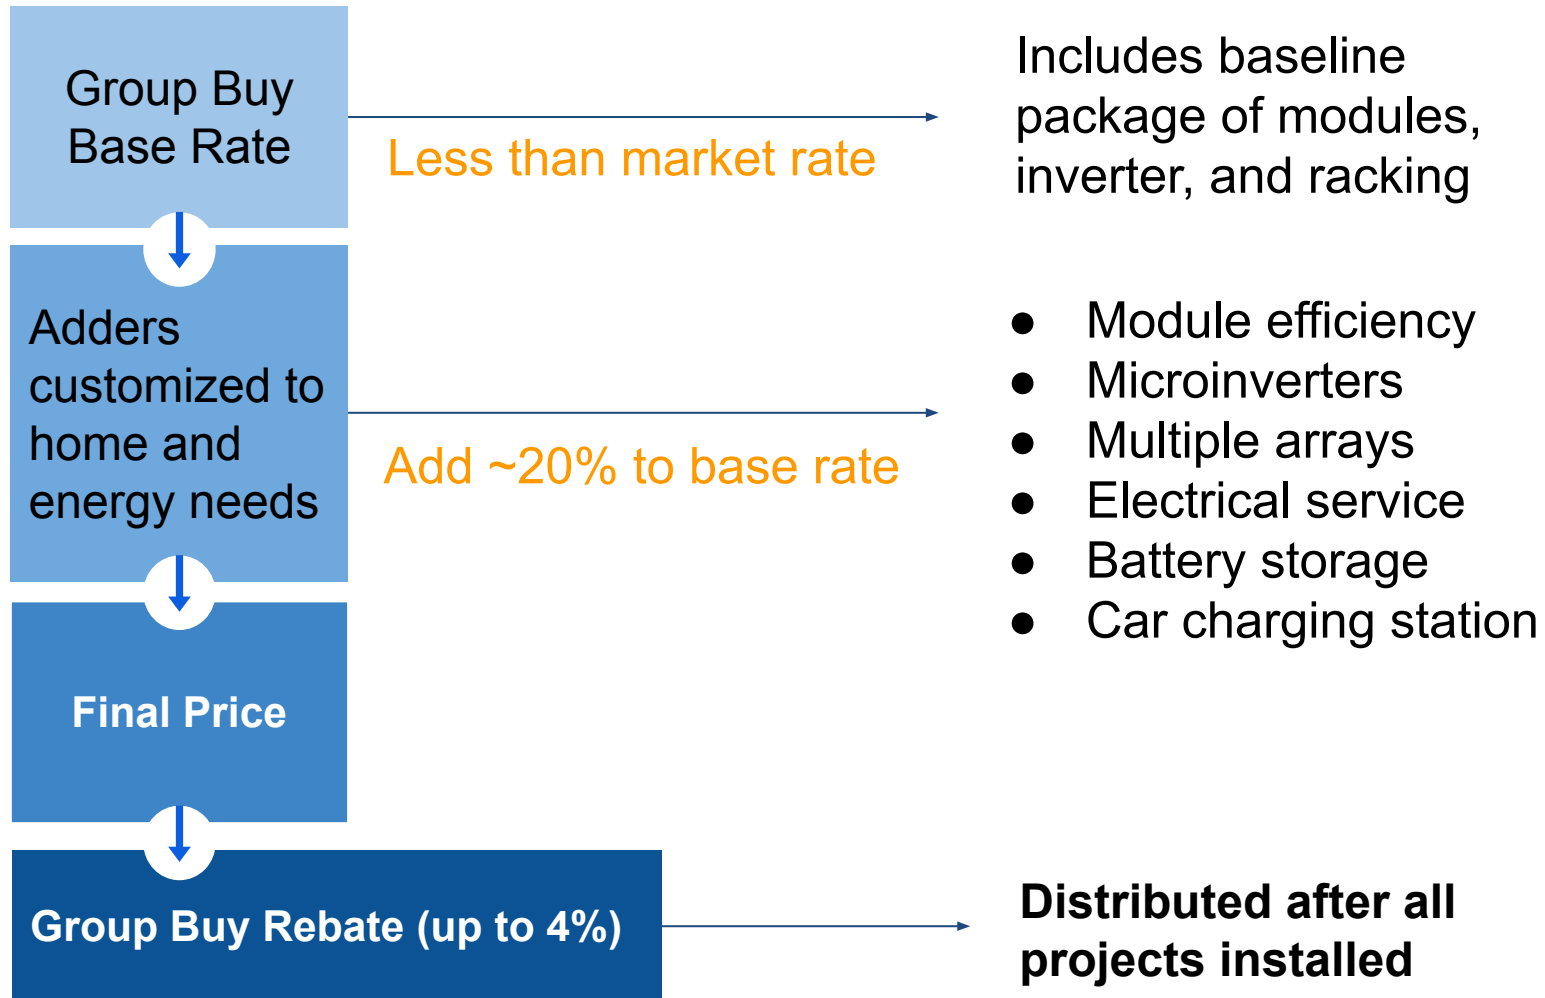 Group Buy
Base Rate
Less than market rate
Includes baseline
package of modules,
inverter, and racking
Adders
customized to
home and
energy needs
Add ~20% to base rate
● Module efficiency
● Microinverters
● Multiple arrays
● Electrical service
● Battery storage
● Car charging station
Final Price
Group Buy Rebate (up to 4%)
Distributed after all
projects installed